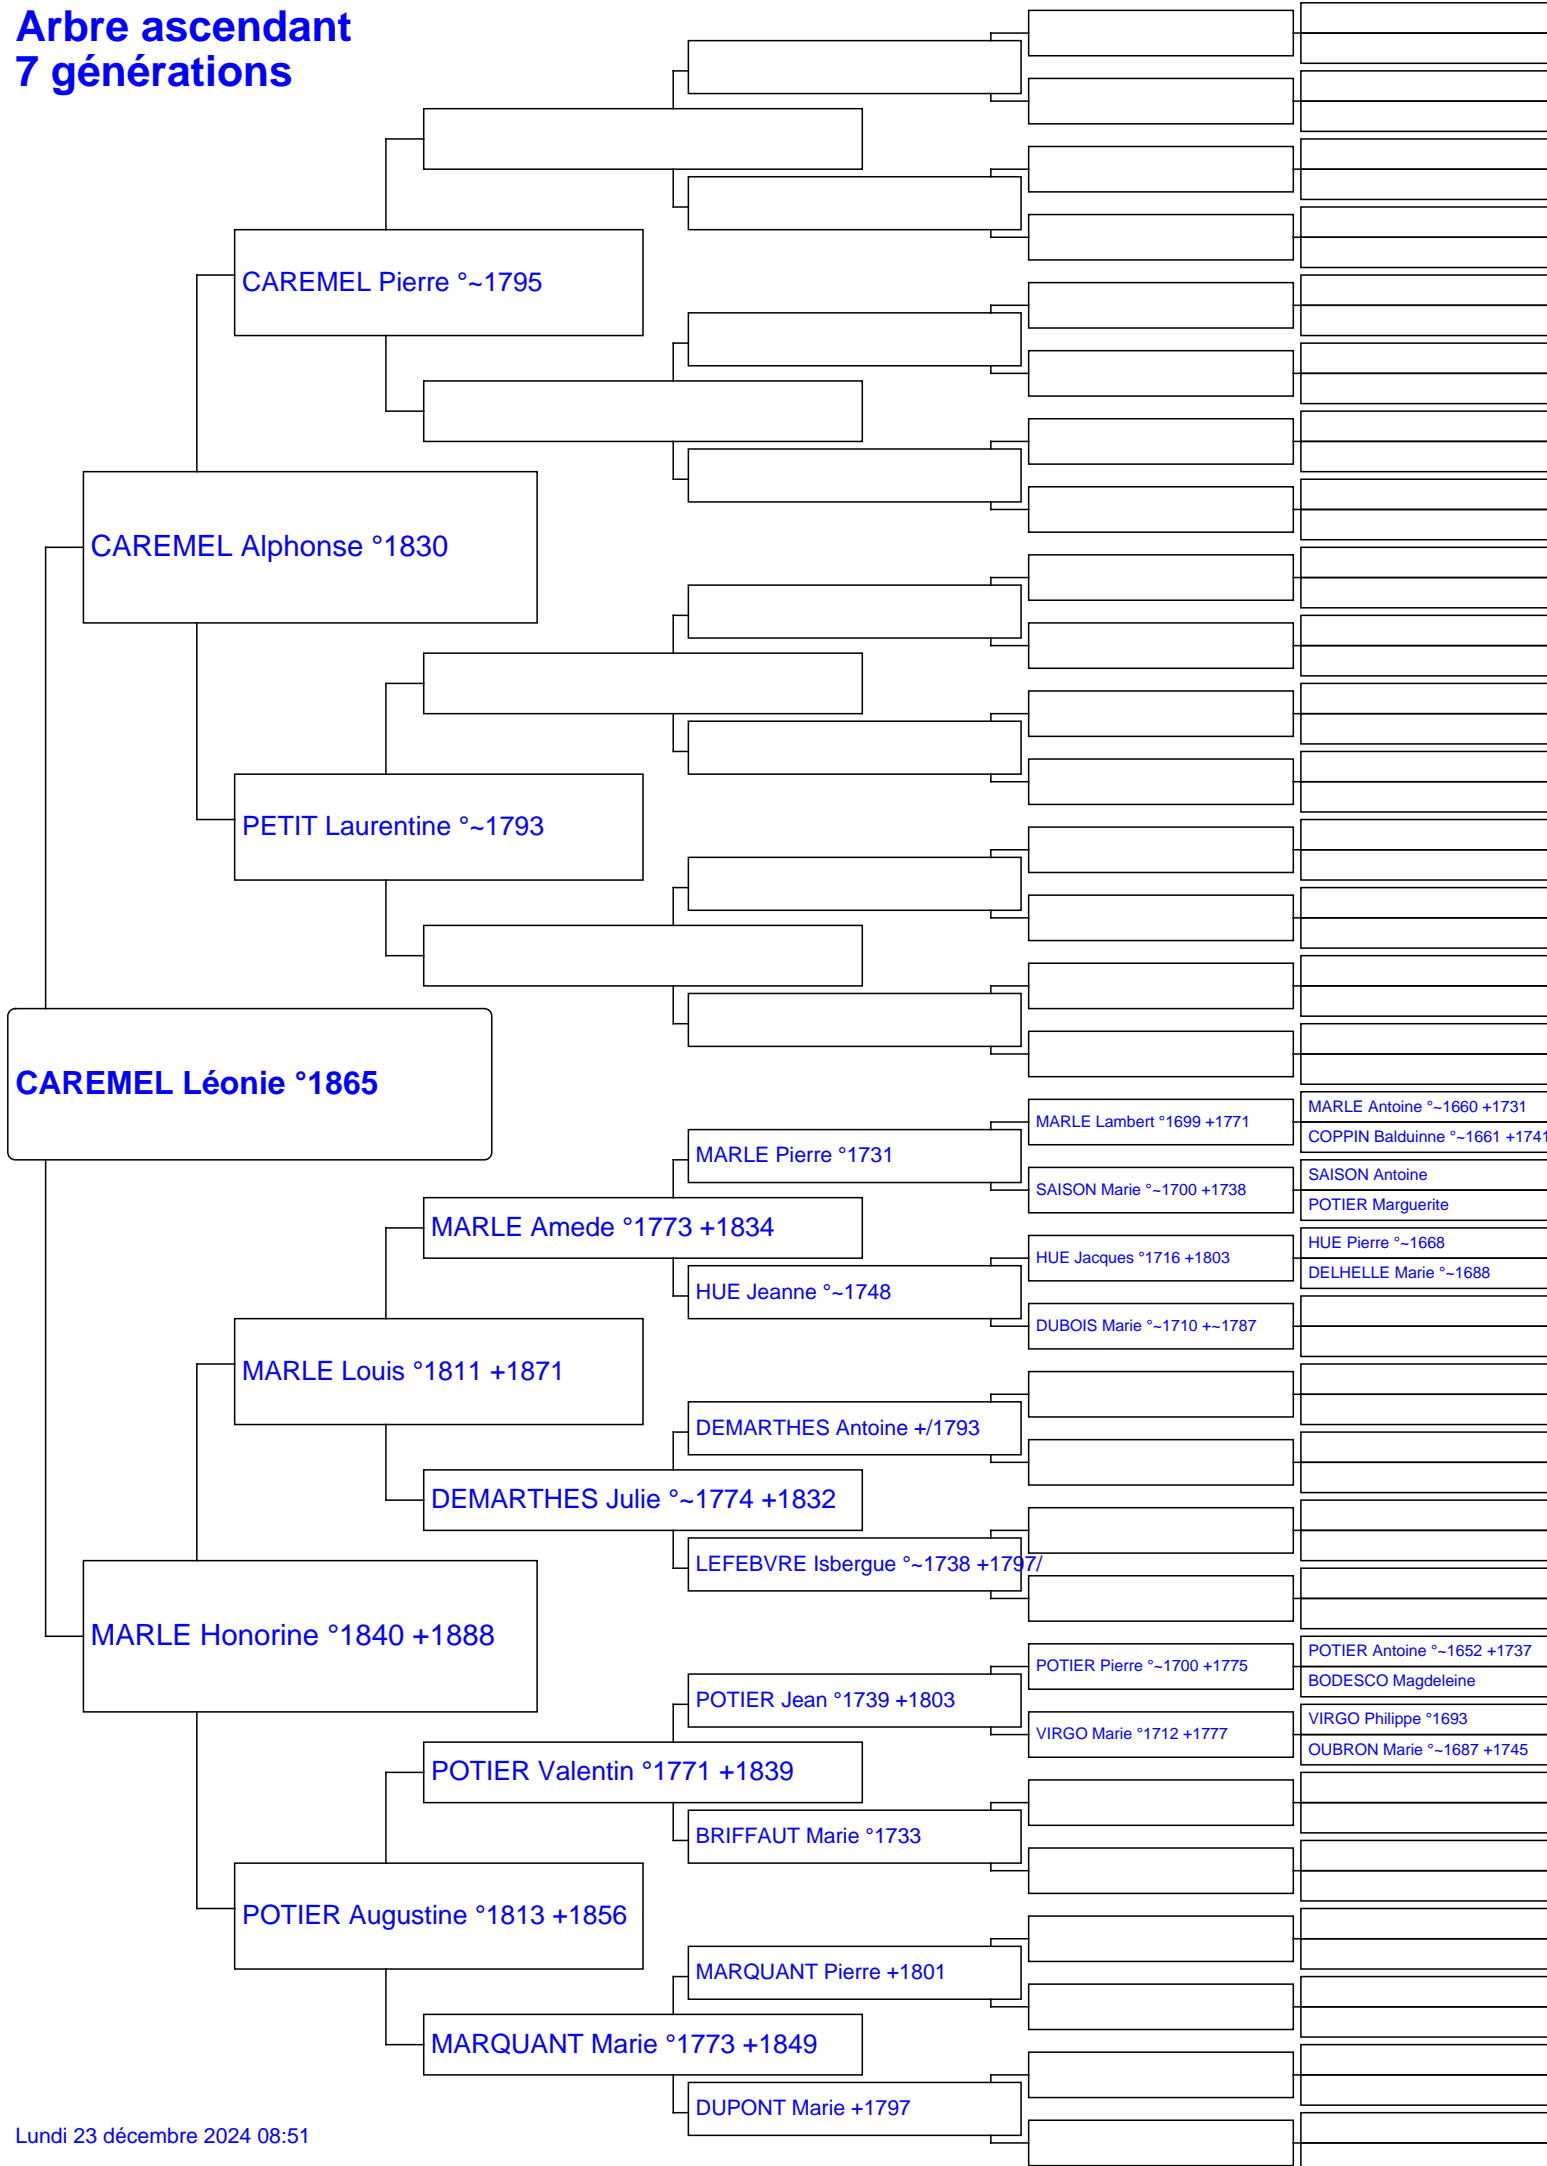 Arbre ascendant
7 générations
CAREMEL Pierre °~1795
CAREMEL Alphonse °1830
PETIT Laurentine °~1793
CAREMEL Léonie °1865
MARLE Antoine °~1660 +1731
MARLE Lambert °1699 +1771
COPPIN Balduinne °~1661 +1741
MARLE Pierre °1731
SAISON Antoine
SAISON Marie °~1700 +1738
POTIER Marguerite
MARLE Amede °1773 +1834
HUE Pierre °~1668
HUE Jacques °1716 +1803
DELHELLE Marie °~1688
HUE Jeanne °~1748
DUBOIS Marie °~1710 +~1787
MARLE Louis °1811 +1871
DEMARTHES Antoine +/1793
DEMARTHES Julie °~1774 +1832
LEFEBVRE Isbergue °~1738 +1797/
MARLE Honorine °1840 +1888
POTIER Antoine °~1652 +1737
POTIER Pierre °~1700 +1775
BODESCO Magdeleine
POTIER Jean °1739 +1803
VIRGO Philippe °1693
VIRGO Marie °1712 +1777
OUBRON Marie °~1687 +1745
POTIER Valentin °1771 +1839
BRIFFAUT Marie °1733
POTIER Augustine °1813 +1856
MARQUANT Pierre +1801
MARQUANT Marie °1773 +1849
DUPONT Marie +1797
Lundi 23 décembre 2024 08:51